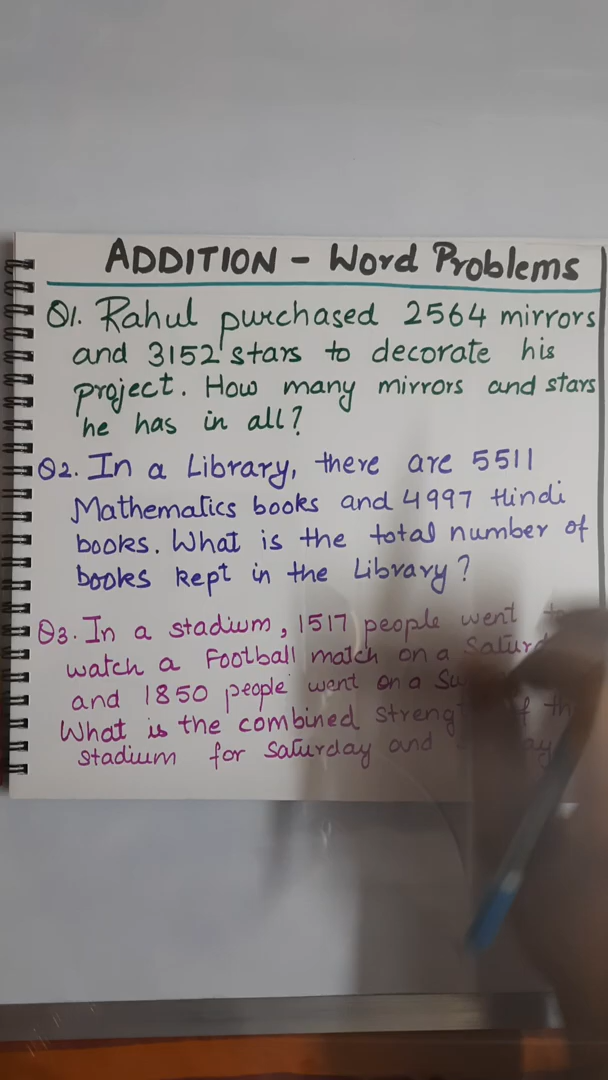 ADDITION - Word Problems
Q1. Rahul purchased 2564 mirrors
and 3152 stars to decorate his
project. How many mirrors and stars
he has in all?
Q2. In a Library, there are 5511
Mathematics books and 4997 Hindi
books. What is the total number of
books kept in the Library?
Q3. In a stadium, 1517 people went to
watch a Football match on a
and 1850 people went on a
What is the combined
stadium for Saturday and